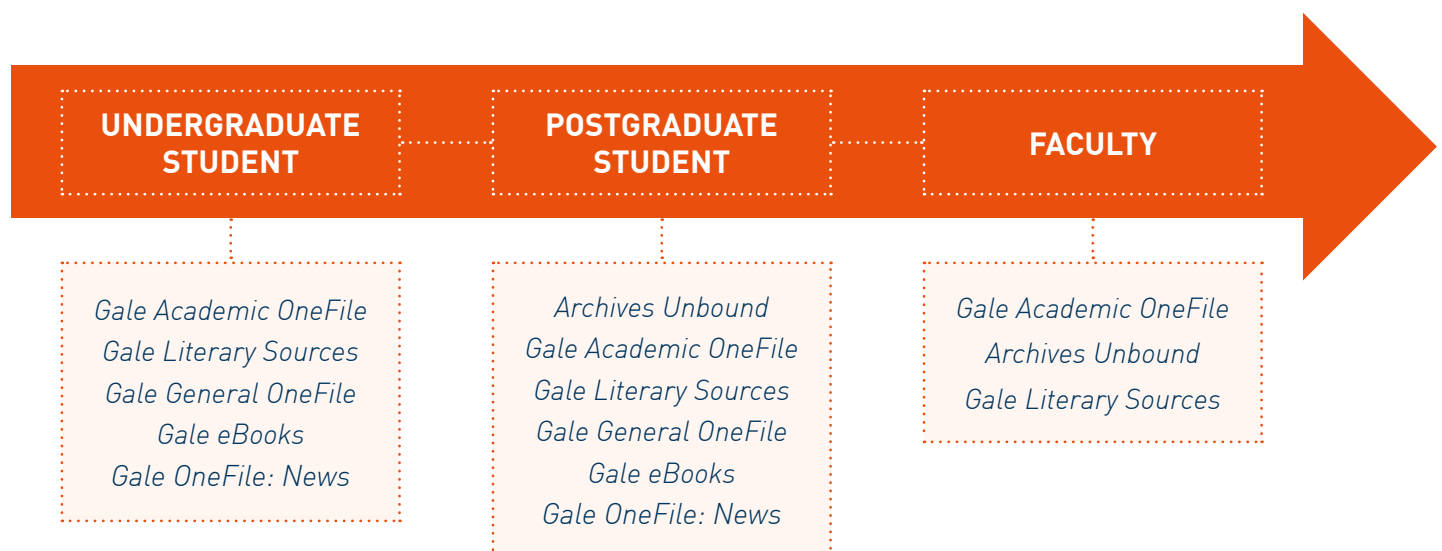 UNDERGRADUATE
STUDENT
POSTGRADUATE
STUDENT
FACULTY
Gale Academic OneFile
Gale Literary Sources
Gale General OneFile
Gale eBooks
Gale OneFile: News
Archives Unbound
Gale Academic OneFile
Gale Literary Sources
Gale General OneFile
Gale eBooks
Gale OneFile: News
Gale Academic OneFile
Archives Unbound
Gale Literary Sources